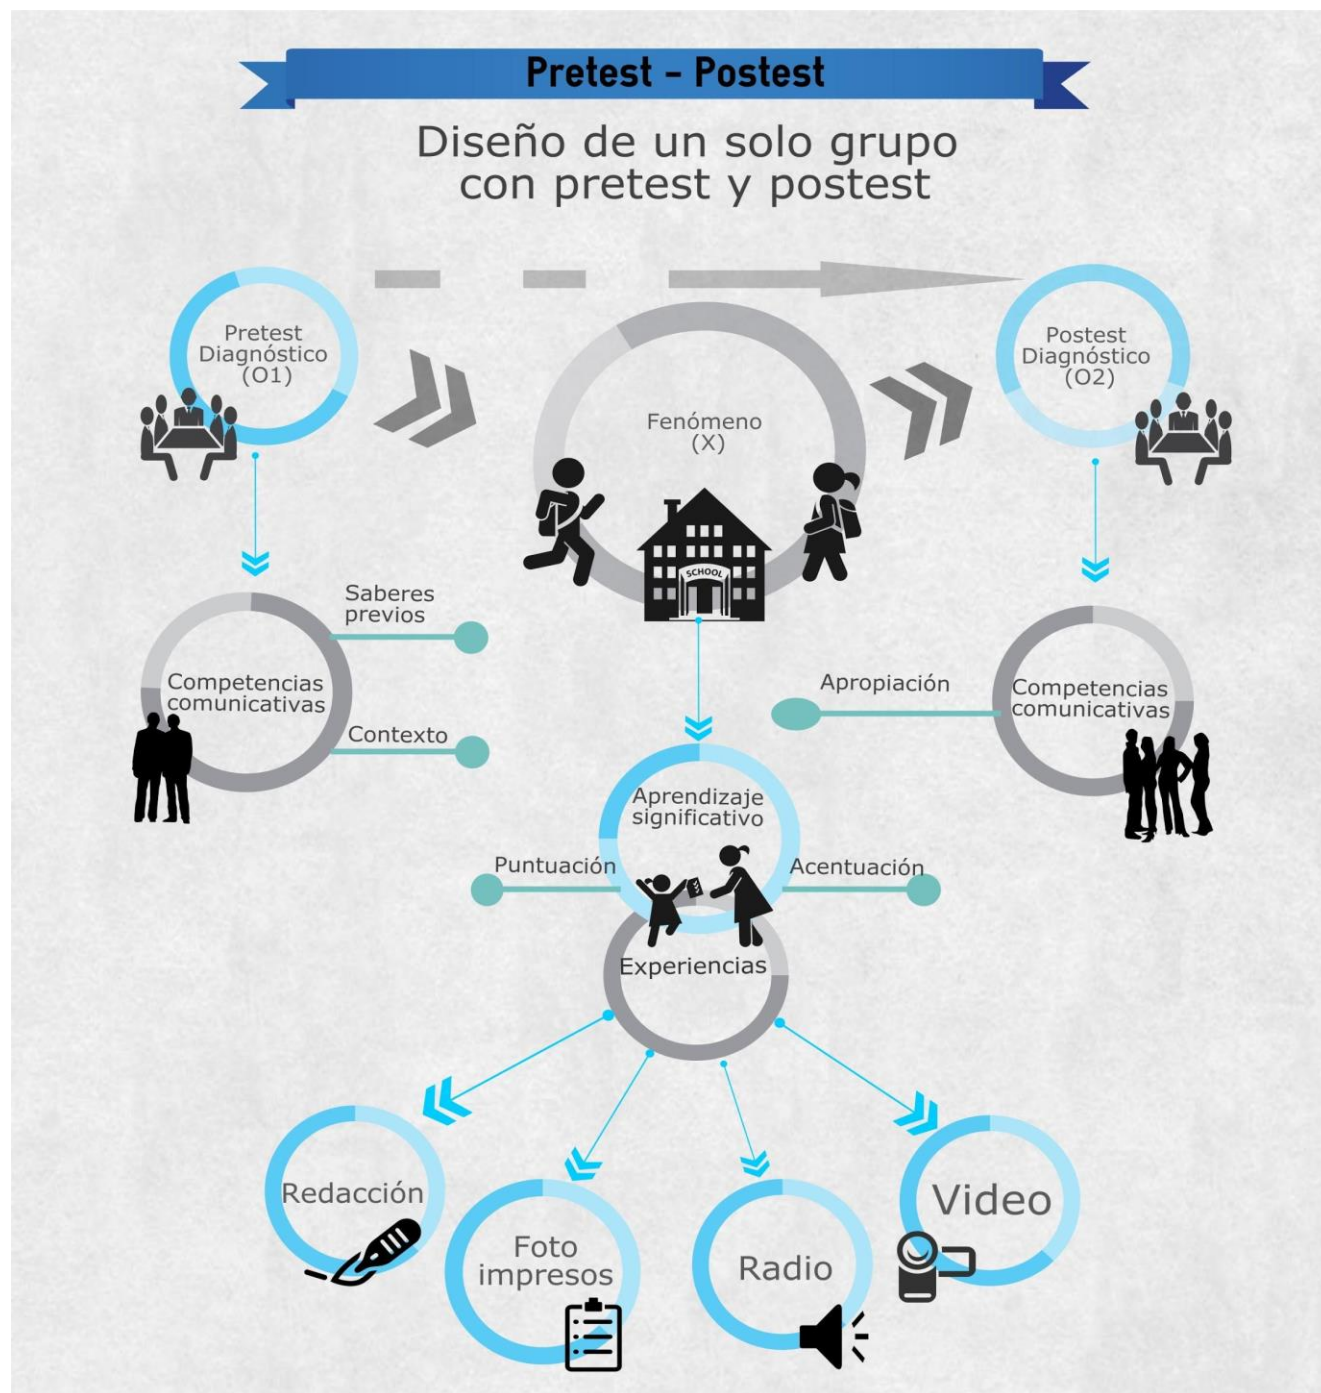 Pretest - Postest
Diseño de un solo grupo
con pretest y postest
Pretest
Diagnóstico
(O1)
Fenómeno
(X)
Postest
Diagnóstico
(O2)
SCHOOL
Saberes
previos
Competencias
comunicativas
Contexto
Apropiación
Competencias
comunicativas
Aprendizaje
significativo
Puntuación
Acentuación
Experiencias
Redacción
Foto
impresos
Radio
Video